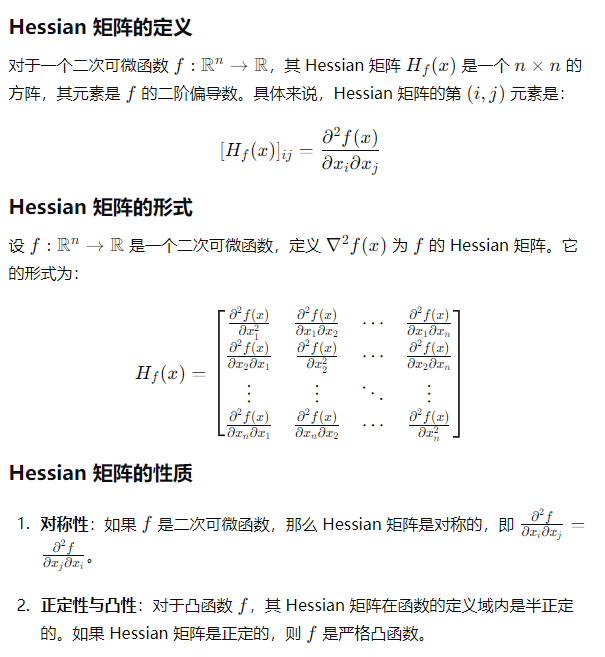 Hessian 矩阵的定义
对于一个二次可微函数 $f : \mathbb{R}^n \to \mathbb{R}$，其 Hessian 矩阵 $H_f(x)$ 是一个 $n \times n$ 的
方阵，其元素是 $f$ 的二阶偏导数。具体来说，Hessian 矩阵的第 $(i, j)$ 元素是：
$[H_f(x)]_{ij} = \frac{\partial^2 f(x)}{\partial x_i \partial x_j}$
Hessian 矩阵的形式
设 $f : \mathbb{R}^n \to \mathbb{R}$ 是一个二次可微函数，定义 $\nabla^2 f(x)$ 为 $f$ 的 Hessian 矩阵。它
的形式为：
$H_f(x) = \begin{bmatrix} \frac{\partial^2 f(x)}{\partial x_1^2} & \frac{\partial^2 f(x)}{\partial x_1 \partial x_2} & \cdots & \frac{\partial^2 f(x)}{\partial x_1 \partial x_n} \\ \frac{\partial^2 f(x)}{\partial x_2 \partial x_1} & \frac{\partial^2 f(x)}{\partial x_2^2} & \cdots & \frac{\partial^2 f(x)}{\partial x_2 \partial x_n} \\ \vdots & \vdots & \ddots & \vdots \\ \frac{\partial^2 f(x)}{\partial x_n \partial x_1} & \frac{\partial^2 f(x)}{\partial x_n \partial x_2} & \cdots & \frac{\partial^2 f(x)}{\partial x_n^2} \end{bmatrix}$
Hessian 矩阵的性质
1. 对称性：如果 $f$ 是二次可微函数，那么 Hessian 矩阵是对称的，即 $\frac{\partial^2 f}{\partial x_i \partial x_j} =$
$\frac{\partial^2 f}{\partial x_j \partial x_i}$。
2. 正定性与凸性：对于凸函数 $f$，其 Hessian 矩阵在函数的定义域内是半正定
的。如果 Hessian 矩阵是正定的，则 $f$ 是严格凸函数。